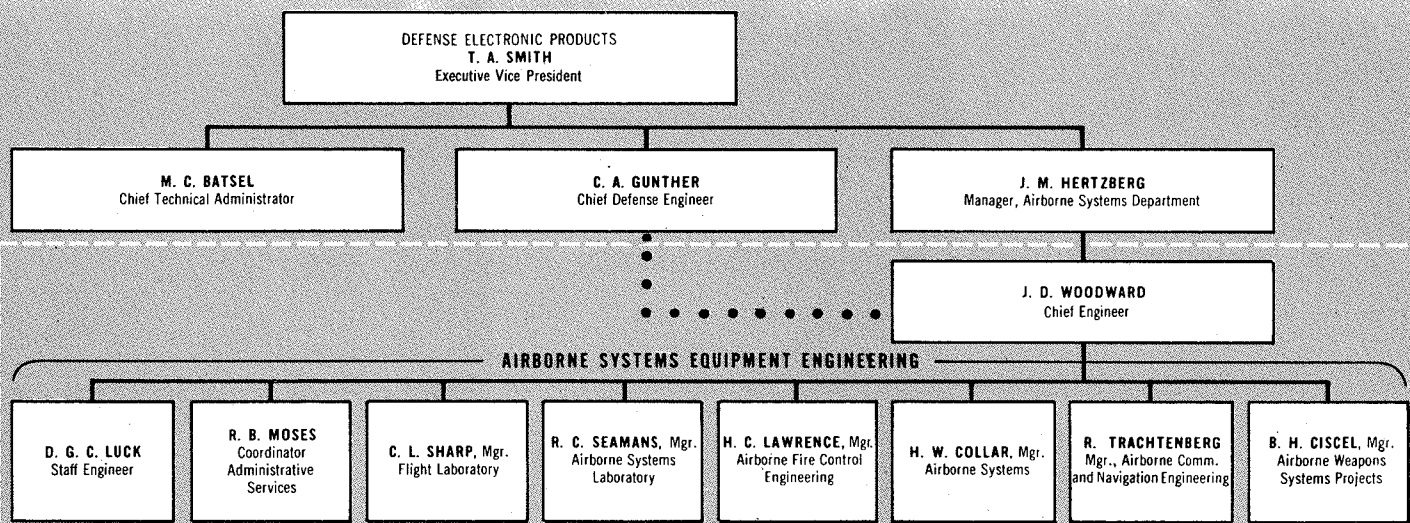 DEFENSE ELECTRONIC PRODUCTS
T. A. SMITH
Executive Vice President
M. C. BATSEL
Chief Technical Administrator
C. A. GUNTHER
Chief Defense Engineer
J. M. HERTZBERG
Manager, Airborne Systems Department
J. D. WOODWARD
Chief Engineer
AIRBORNE SYSTEMS EQUIPMENT ENGINEERING
D. G. C. LUCK
Staff Engineer
R. B. MOSES
Coordinator
Administrative
Services
C. L. SHARP, Mgr.
Flight Laboratory
R. C. SEAMANS, Mgr.
Airborne Systems
Laboratory
H. C. LAWRENCE, Mgr.
Airborne Fire Control
Engineering
H. W. COLLAR, Mgr.
Airborne Systems
R. TRACHTENBERG
Mgr., Airborne Comm.
and Navigation Engineering
B. H. CISCEL, Mgr.
Airborne Weapons
Systems Projects